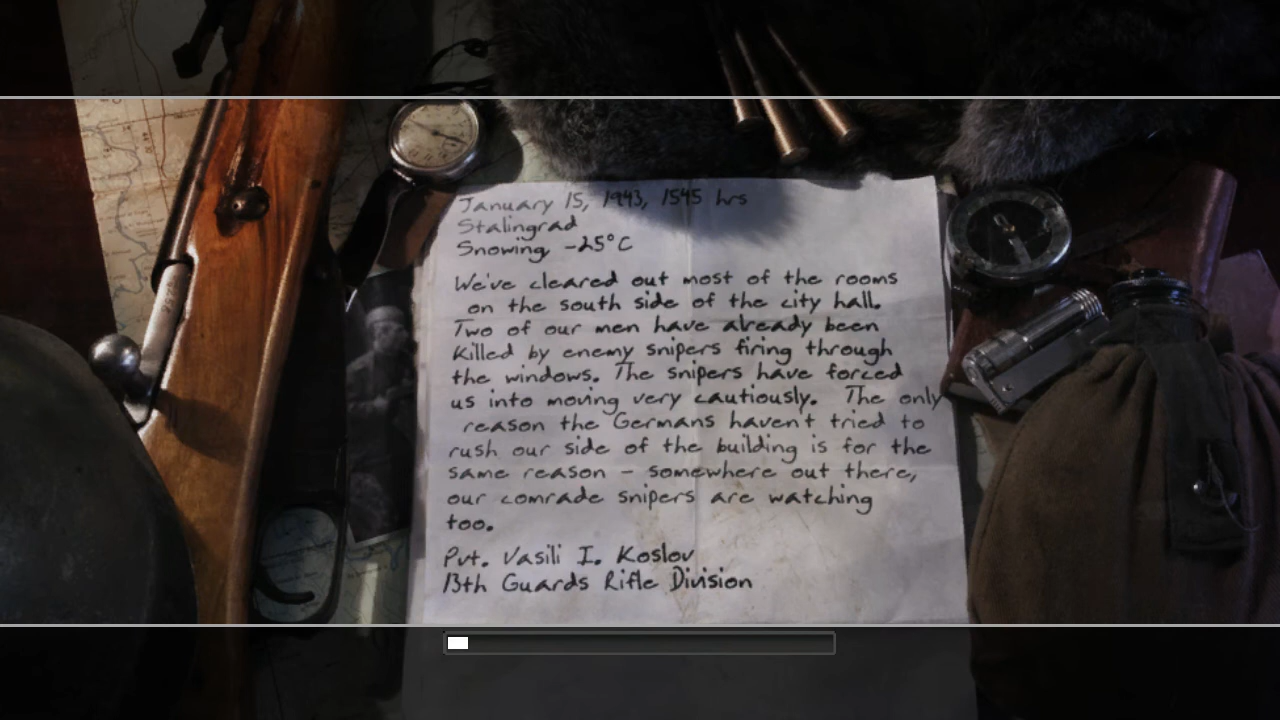 January 15, 1943, 1545 hrs
Stalingrad
Snowing -25°C
We've cleared out most of the rooms
on the south side of the city hall.
Two of our men have already been
killed by enemy snipers firing through
the windows. The snipers have forced
us into moving very cautiously. The only
reason the Germans haven't tried to
rush our side of the building is for the
same reason - somewhere out there,
our comrade snipers are watching
too.
Pvt. Vasili I. Koslov
13th Guards Rifle Division